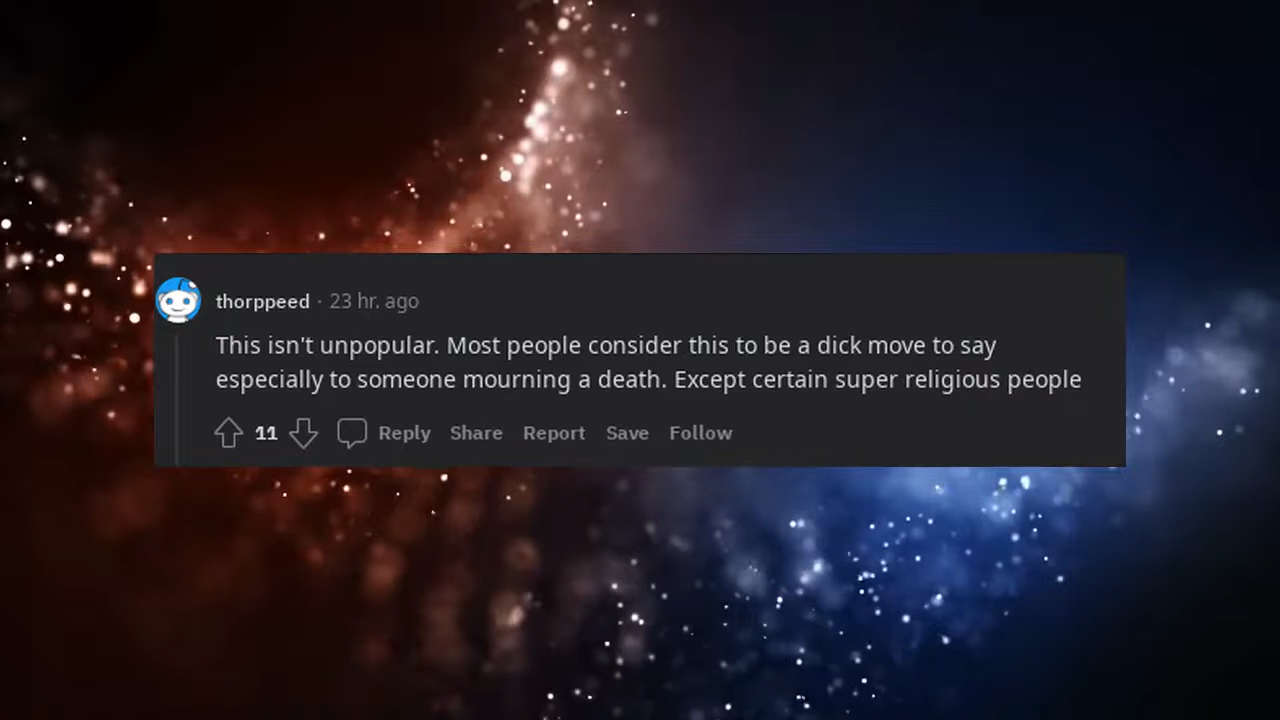 thorppeed · 23 hr. ago
This isn't unpopular. Most people consider this to be a dick move to say
especially to someone mourning a death. Except certain super religious people
11 Reply Share Report Save Follow